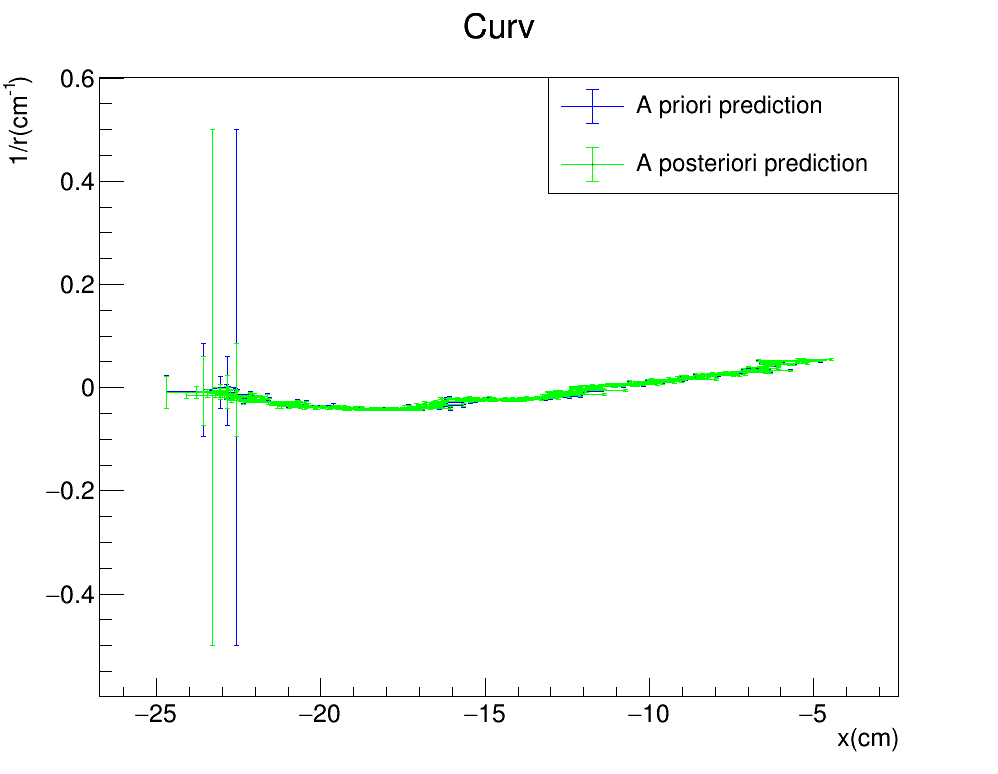 Curv
1/r(cm⁻¹)
A priori prediction
A posteriori prediction
0.6
0.4
0.2
0
−0.2
−0.4
−25 −20 −15 −10 −5
x(cm)